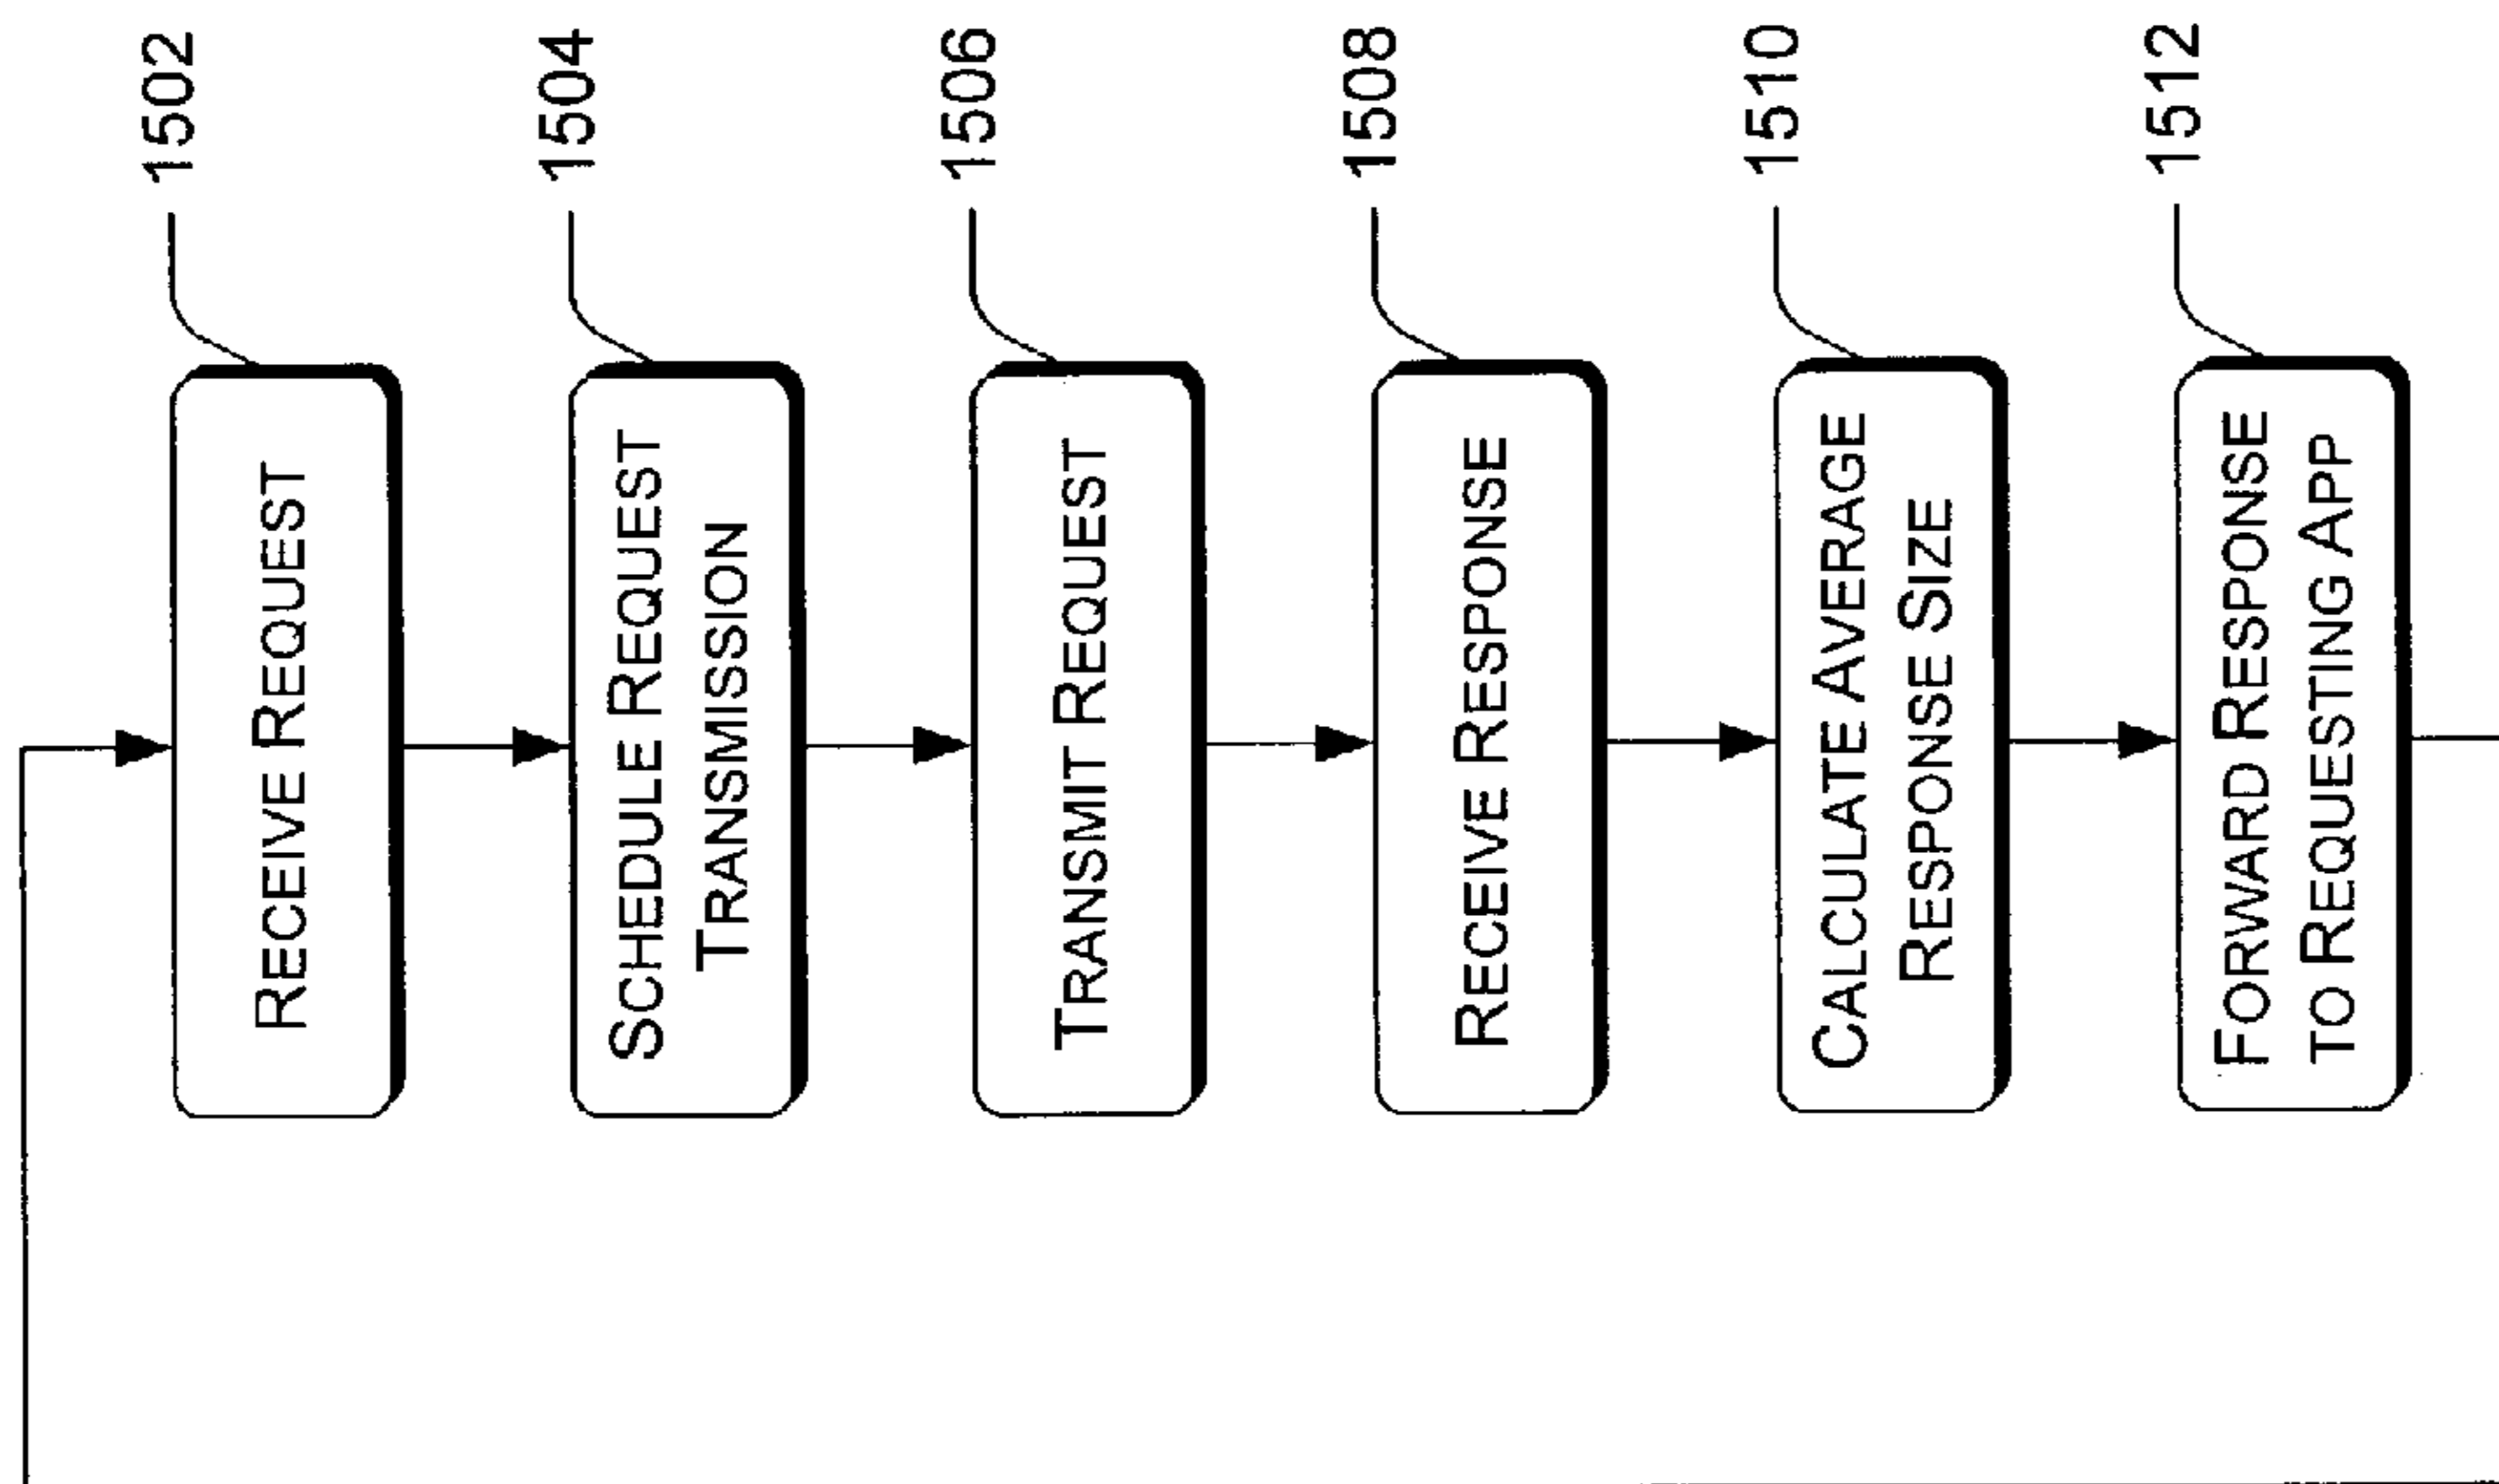 RECEIVE REQUEST
1502
SCHEDULE REQUEST
TRANSMISSION
1504
TRANSMIT REQUEST
1506
RECEIVE RESPONSE
1508
CALCULATE AVERAGE
RESPONSE SIZE
1510
FORWARD RESPONSE
TO REQUESTING APP
1512